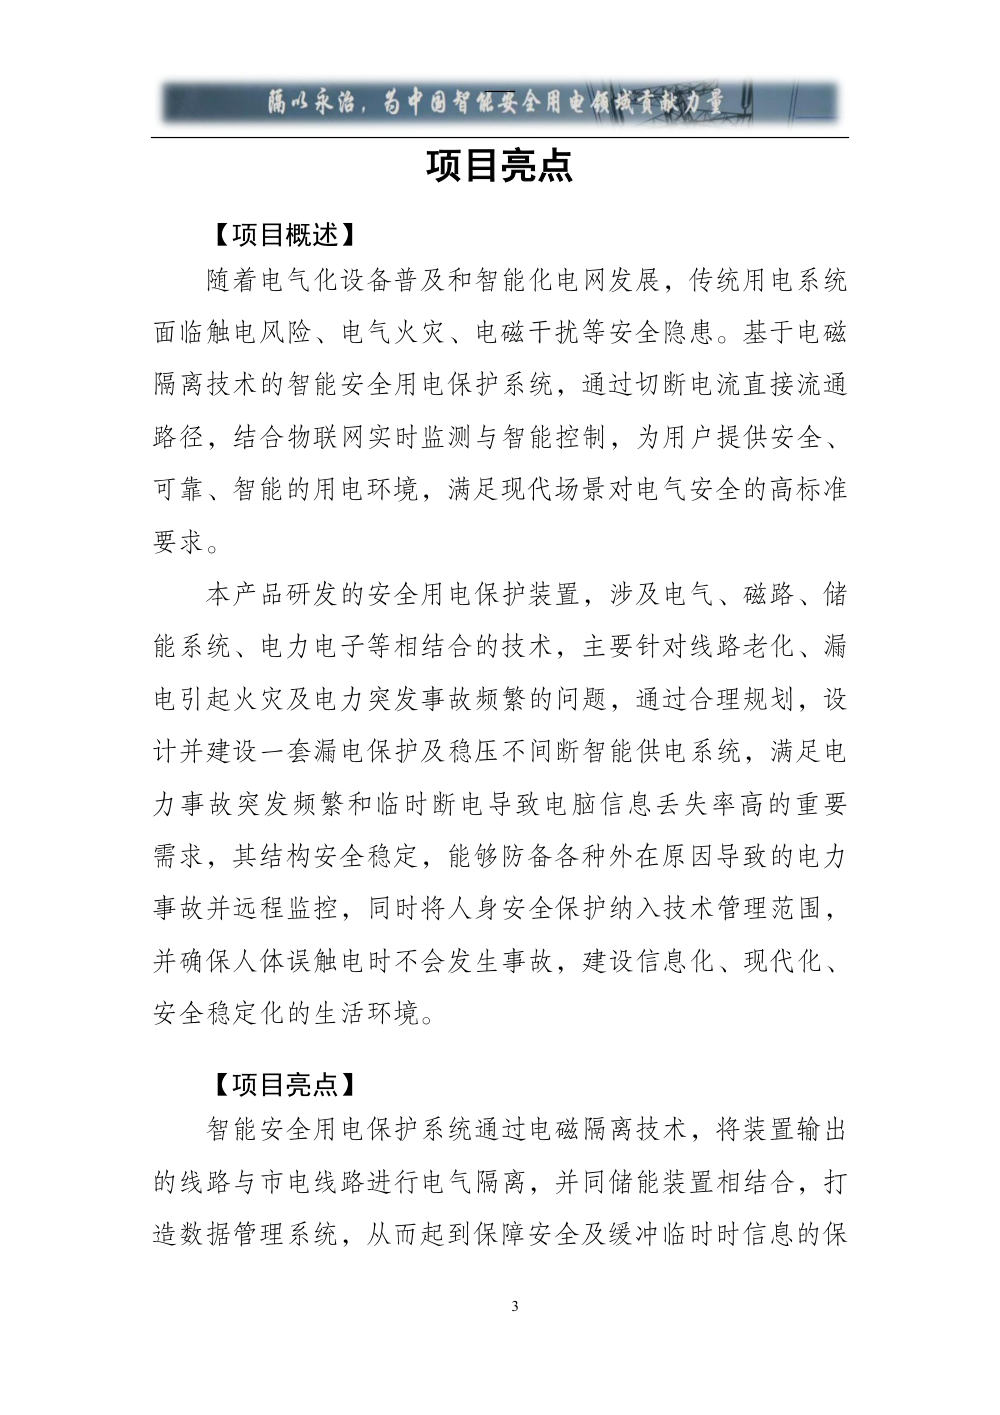 隔以永治，为中国智能安全用电领域贡献力量
项目亮点
【项目概述】
随着电气化设备普及和智能化电网发展，传统用电系统
面临触电风险、电气火灾、电磁干扰等安全隐患。基于电磁
隔离技术的智能安全用电保护系统，通过切断电流直接流通
路径，结合物联网实时监测与智能控制，为用户提供安全、
可靠、智能的用电环境，满足现代场景对电气安全的高标准
要求。
本产品研发的安全用电保护装置，涉及电气、磁路、储
能系统、电力电子等相结合的技术，主要针对线路老化、漏
电引起火灾及电力突发事故频繁的问题，通过合理规划，设
计并建设一套漏电保护及稳压不间断智能供电系统，满足电
力事故突发频繁和临时断电导致电脑信息丢失率高的重要
需求，其结构安全稳定，能够防备各种外在原因导致的电力
事故并远程监控，同时将人身安全保护纳入技术管理范围，
并确保人体误触电时不会发生事故，建设信息化、现代化、
安全稳定化的生活环境。
【项目亮点】
智能安全用电保护系统通过电磁隔离技术，将装置输出
的线路与市电线路进行电气隔离，并同储能装置相结合，打
造数据管理系统，从而起到保障安全及缓冲临时时信息的保
3